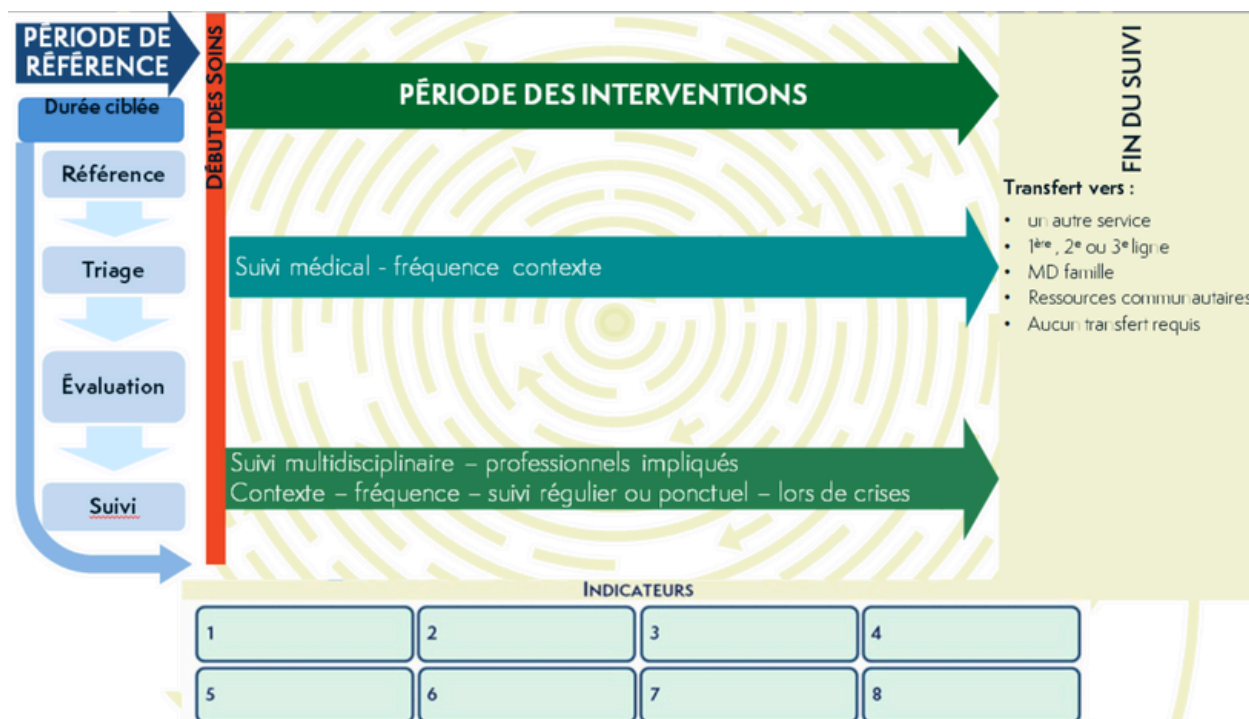 PÉRIODE DE
RÉFÉRENCE
Durée ciblée
Référence
Triage
Évaluation
Suivi
DÉBUT DES SOINS
PÉRIODE DES INTERVENTIONS
Suivi médical - fréquence contexte
Suivi multidisciplinaire – professionnels impliqués
Contexte – fréquence – suivi régulier ou ponctuel – lors de crises
FIN DU SUIVI
Transfert vers :
• un autre service
• 1ère, 2e ou 3e ligne
• MD famille
• Ressources communautaires
• Aucun transfert requis
INDICATEURS
1
2
3
4
5
6
7
8